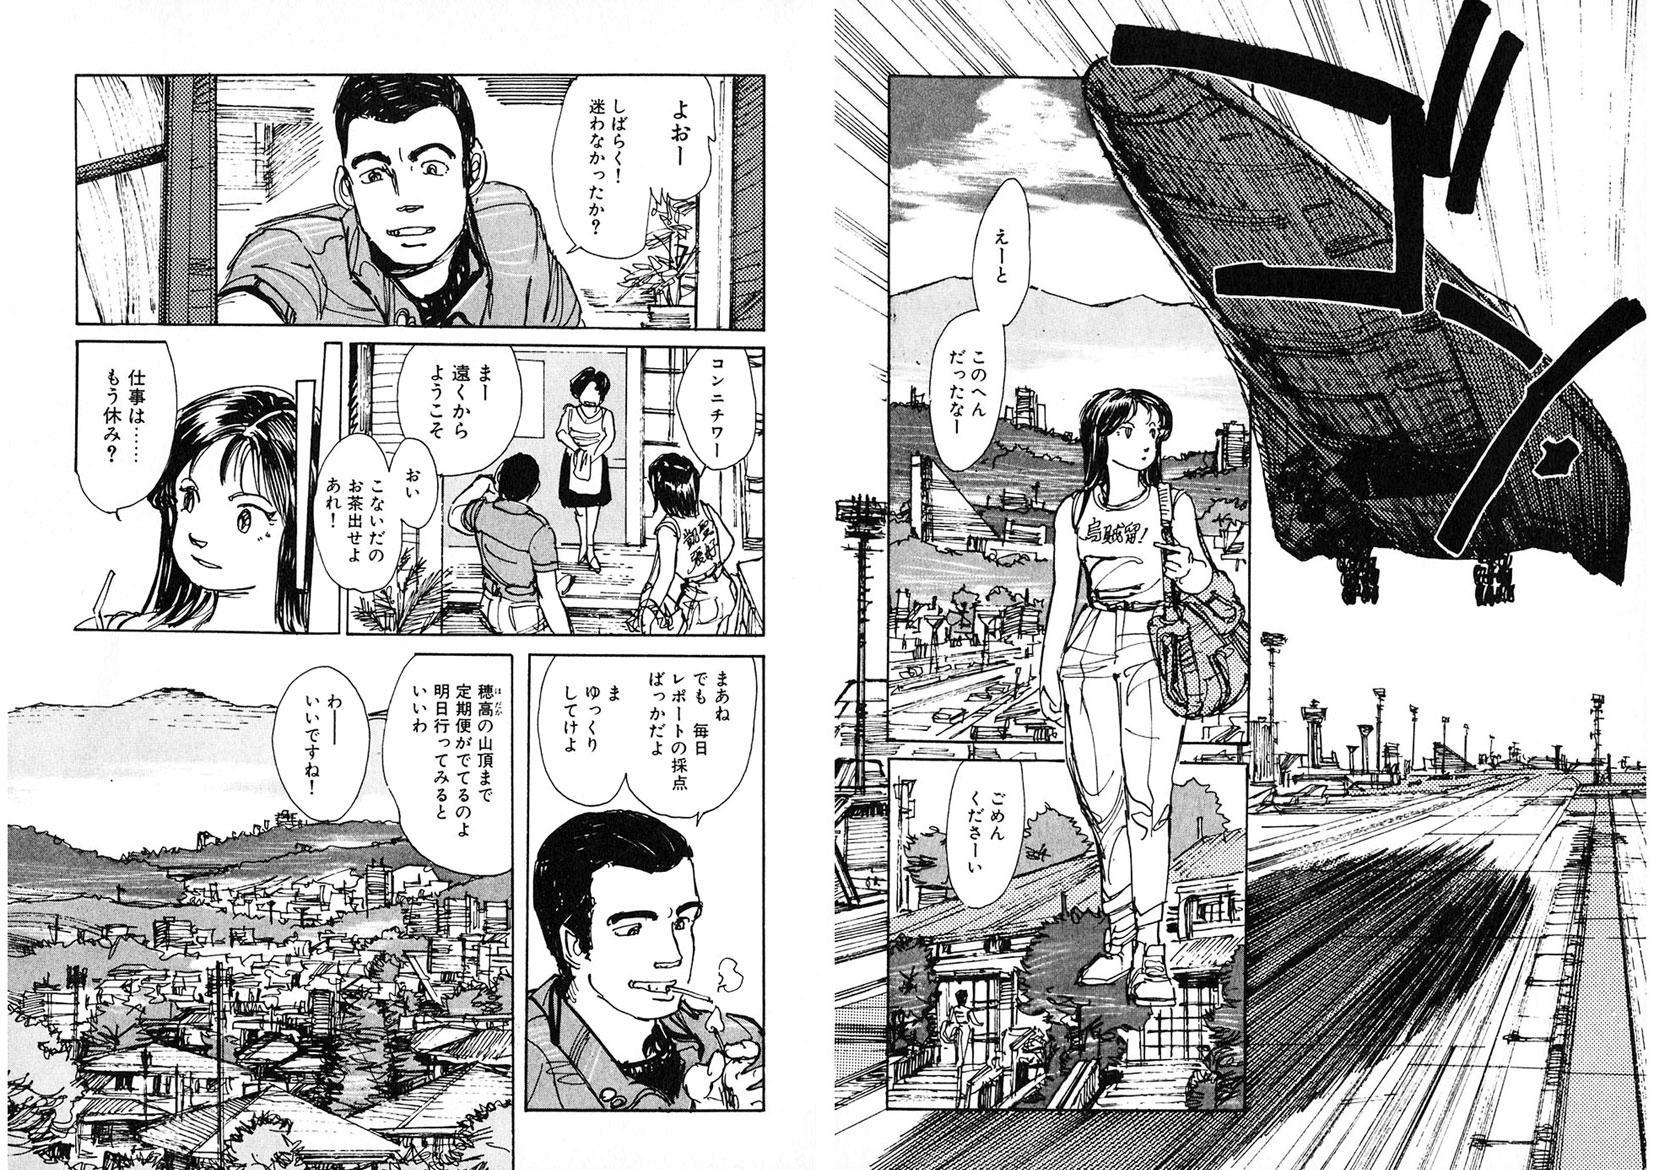 ゴーッ
えーと
このへん
だったなー
ごめん
くださーい
よおー
しばらく!
迷わなかったか?
コンニチワー
まー
遠くから
ようこそ
おい
こないだの
お茶出せよ
あれ!
仕事は……
もう休み?
まあね
でも 毎日
レポートの採点
ばっかだよ
ま
ゆっくり
してけよ
穂高の山頂まで
定期便がでてるのよ
明日行ってみると
いいわ
わー
いいですね!